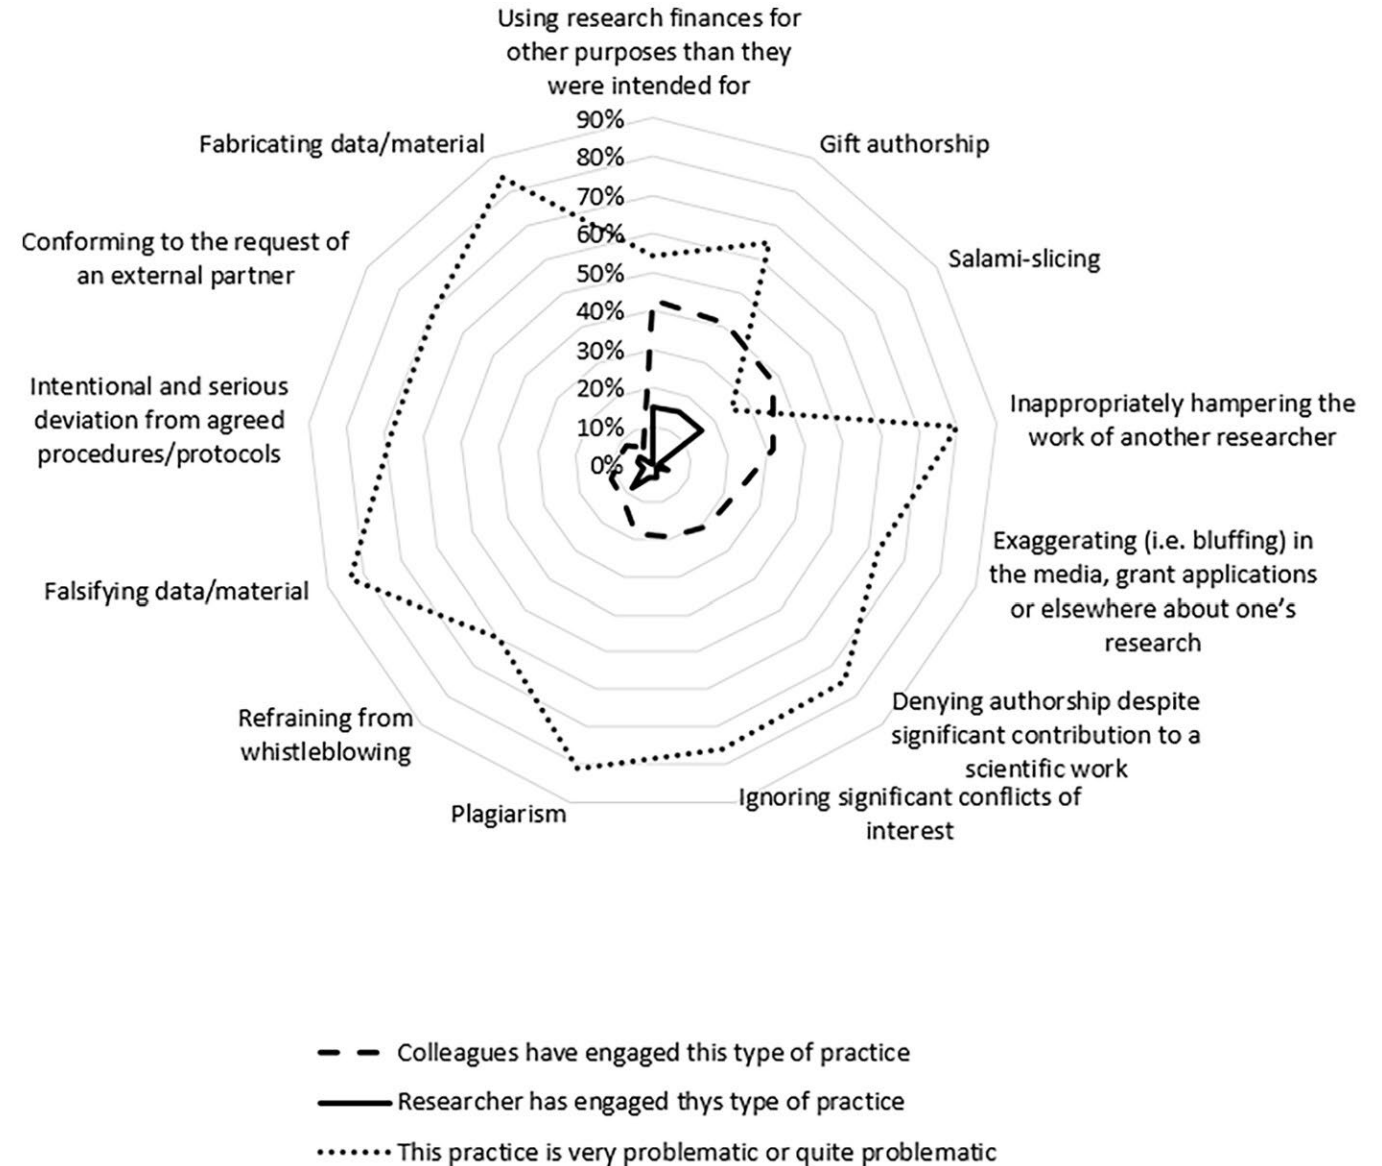 Using research finances for
other purposes than they
were intended for
90%
80%
70%
60%
50%
40%
30%
20%
10%
0%
Gift authorship
Salami-slicing
Inappropriately hampering the
work of another researcher
Exaggerating (i.e. bluffing) in
the media, grant applications
or elsewhere about one’s
research
Denying authorship despite
significant contribution to a
scientific work
Ignoring significant conflicts of
interest
Plagiarism
Refraining from
whistleblowing
Falsifying data/material
Intentional and serious
deviation from agreed
procedures/protocols
Conforming to the request of
an external partner
Fabricating data/material
Colleagues have engaged this type of practice
Researcher has engaged thys type of practice
This practice is very problematic or quite problematic